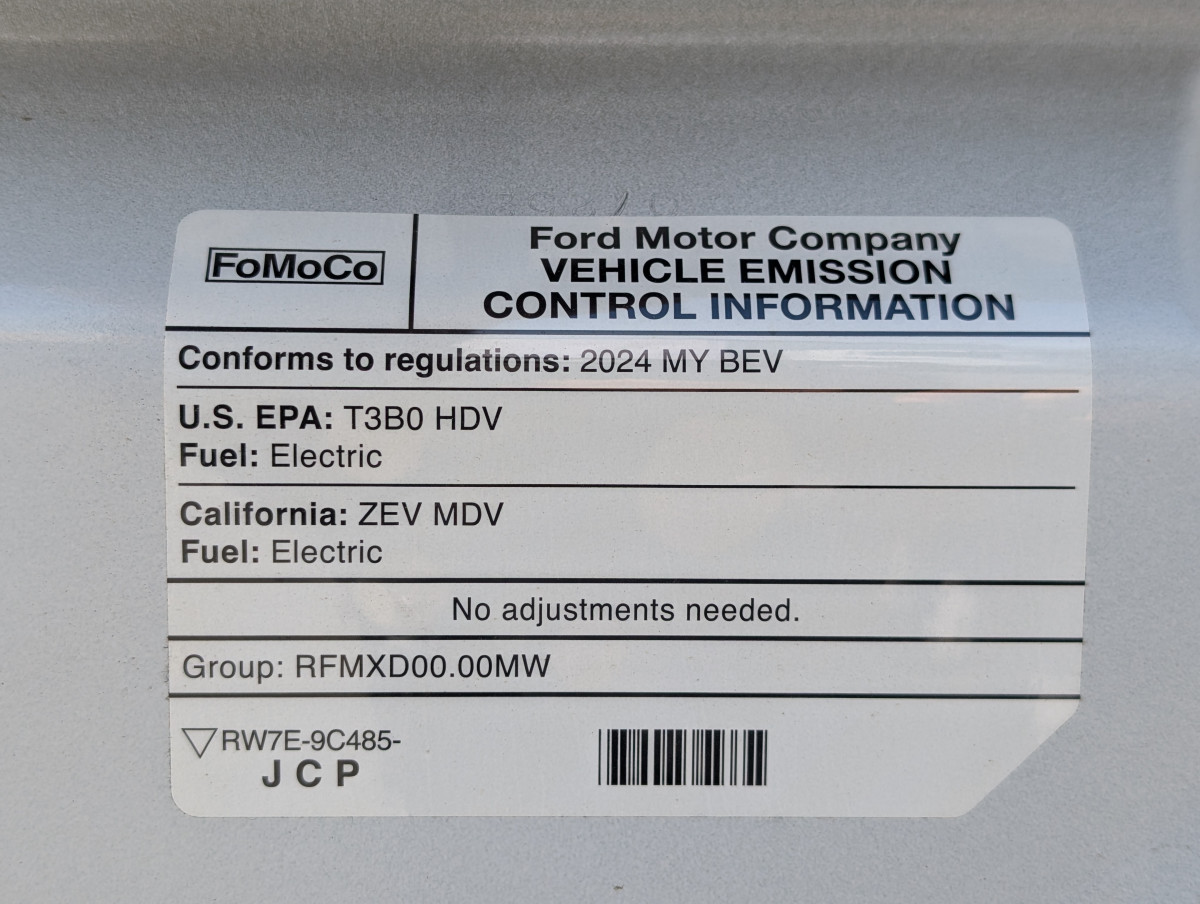 FoMoCo
Ford Motor Company
VEHICLE EMISSION
CONTROL INFORMATION
Conforms to regulations: 2024 MY BEV
U.S. EPA: T3B0 HDV
Fuel: Electric
California: ZEV MDV
Fuel: Electric
No adjustments needed.
Group: RFMXD00.00MW
RW7E-9C485-
J C P